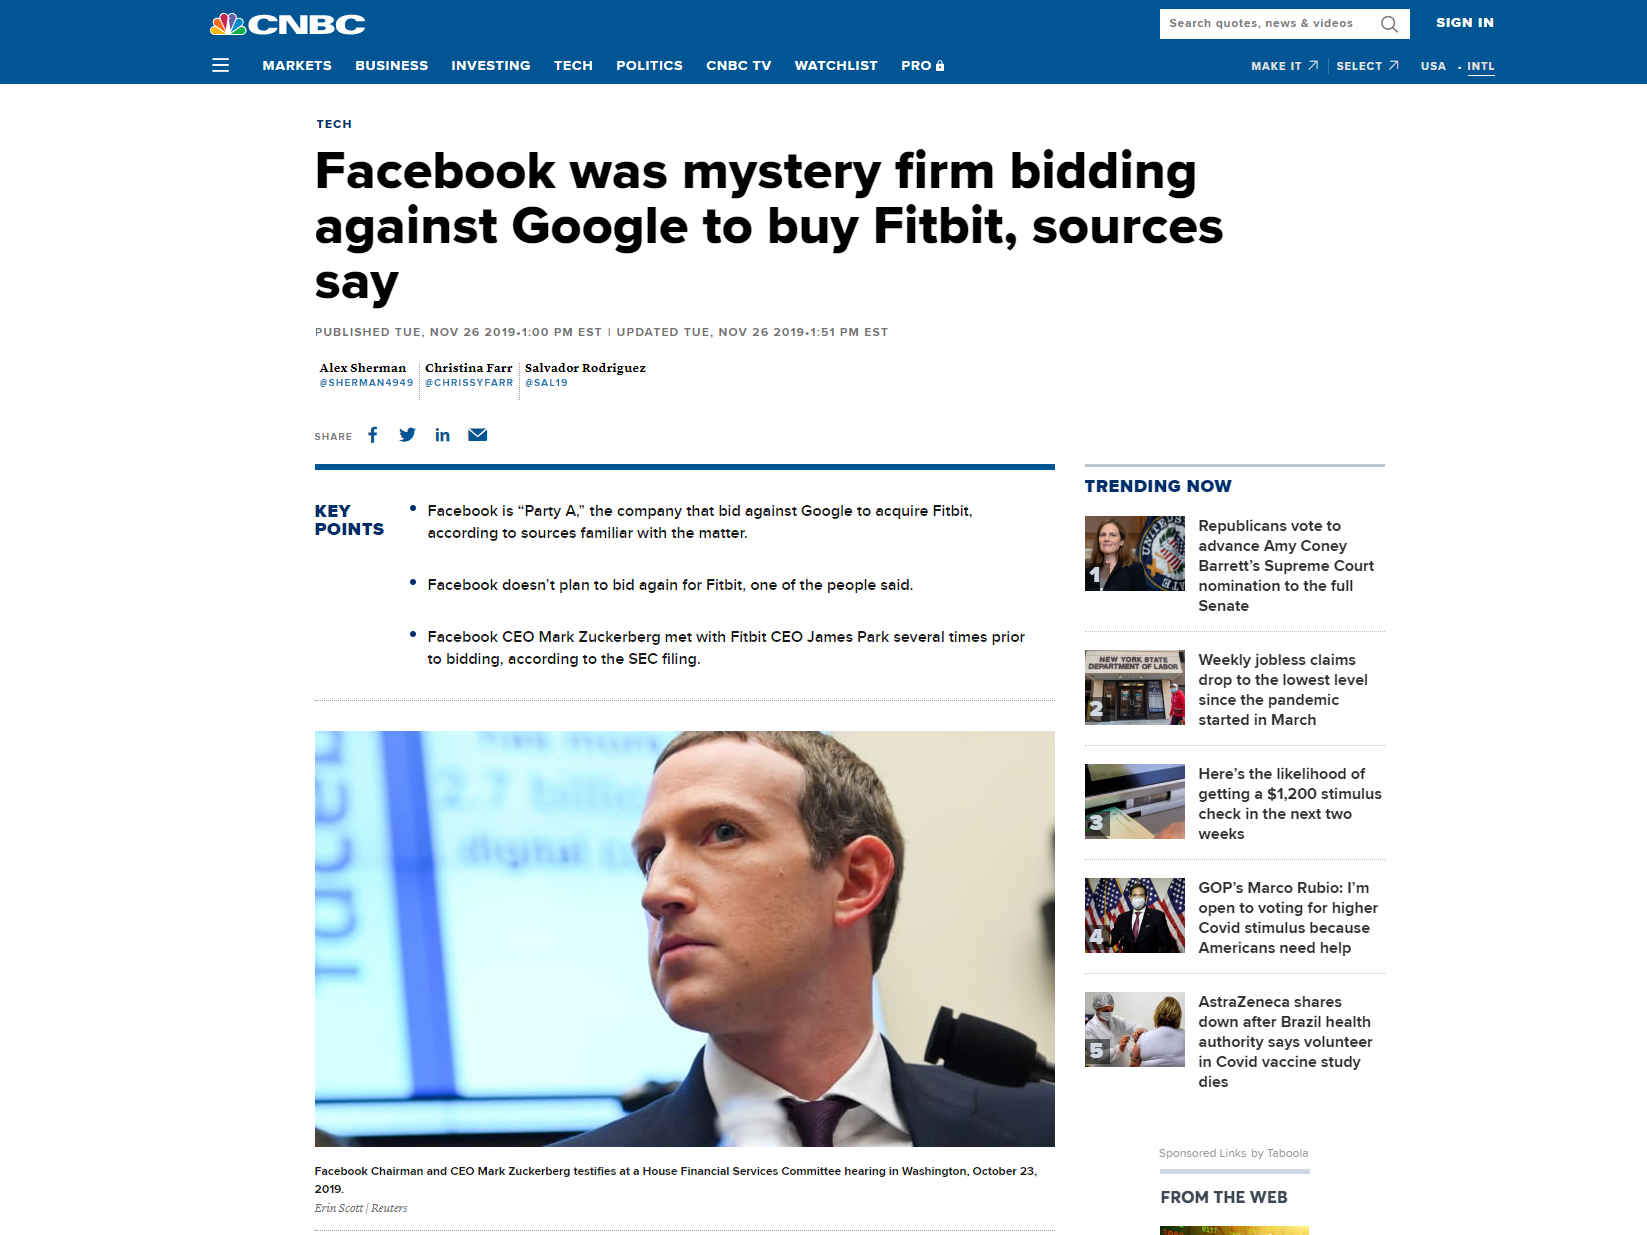 CNBC
Search quotes, news & videos
SIGN IN
MARKETS BUSINESS INVESTING TECH POLITICS CNBC TV WATCHLIST PRO
MAKE IT SELECT USA • INTL
TECH
Facebook was mystery firm bidding
against Google to buy Fitbit, sources
say
PUBLISHED TUE, NOV 26 2019•1:00 PM EST | UPDATED TUE, NOV 26 2019•1:51 PM EST
Alex Sherman Christina Farr Salvador Rodriguez
@SHERMAN4949 @CHRISSYFARR @SAL19
SHARE
KEY
POINTS
• Facebook is “Party A,” the company that bid against Google to acquire Fitbit,
according to sources familiar with the matter.
• Facebook doesn’t plan to bid again for Fitbit, one of the people said.
• Facebook CEO Mark Zuckerberg met with Fitbit CEO James Park several times prior
to bidding, according to the SEC filing.
2.7 billio
digital
Facebook Chairman and CEO Mark Zuckerberg testifies at a House Financial Services Committee hearing in Washington, October 23,
2019.
Erin Scott | Reuters
TRENDING NOW
UNITED
1
Republicans vote to
advance Amy Coney
Barrett’s Supreme Court
nomination to the full
Senate
NEW YORK STATE
DEPARTMENT OF LABOR
2
Weekly jobless claims
drop to the lowest level
since the pandemic
started in March
3
Here’s the likelihood of
getting a $1,200 stimulus
check in the next two
weeks
4
GOP’s Marco Rubio: I’m
open to voting for higher
Covid stimulus because
Americans need help
5
AstraZeneca shares
down after Brazil health
authority says volunteer
in Covid vaccine study
dies
Sponsored Links by Taboola
FROM THE WEB